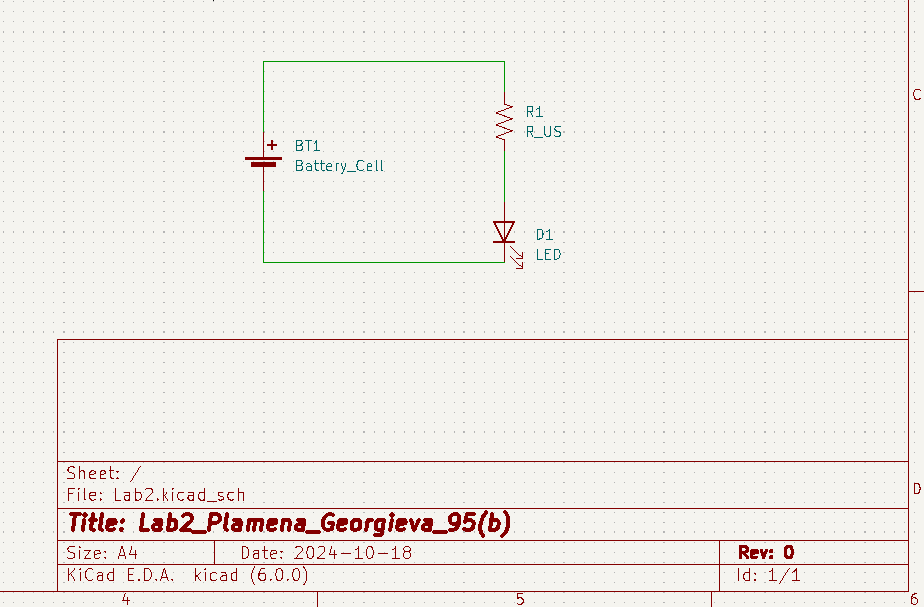 C
R1
R_US
+
BT1
Battery_Cell
D1
LED
Sheet: /
File: Lab2.kicad_sch
D
Title: Lab2_Plamena_Georgieva_95(b)
Size: A4 Date: 2024-10-18 Rev: 0
KiCad E.D.A. kicad (6.0.0) Id: 1/1
4 5 6